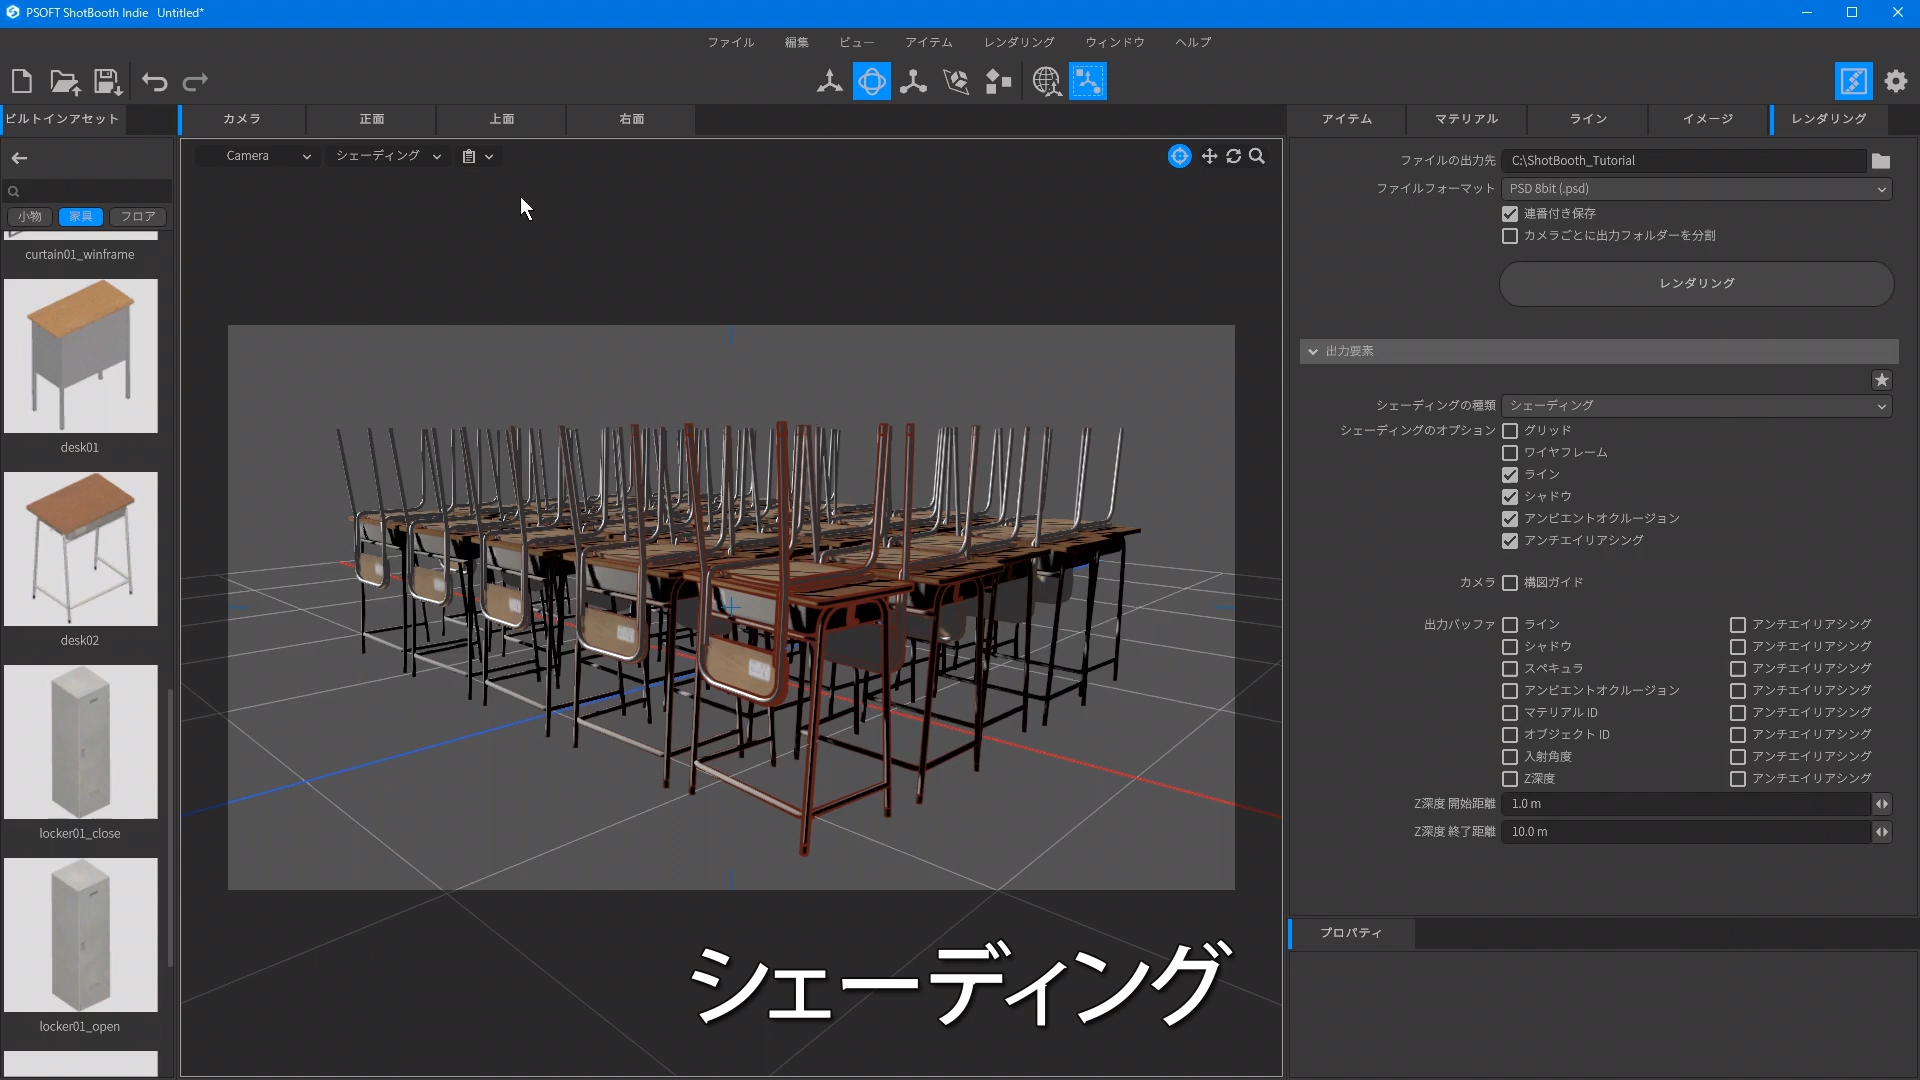 PSOFT ShotBooth Indie Untitled*
ファイル 編集 ビュー アイテム レンダリング ウィンドウ ヘルプ
ビルトインアセット
カメラ 正面 上面 右面
アイテム マテリアル ライン イメージ レンダリング
Camera シェーディング
小物 家具 フロア
curtain01_winframe
desk01
desk02
locker01_close
locker01_open
シェーディング
ファイルの出力先 C:\ShotBooth_Tutorial
ファイルフォーマット PSD 8bit (.psd)
連番付き保存
カメラごとに出力フォルダーを分割
レンダリング
出力要素
シェーディングの種類 シェーディング
シェーディングのオプション グリッド
ワイヤフレーム
ライン
シャドウ
アンビエントオクルージョン
アンチエイリアシング
カメラ 構図ガイド
出力バッファ ライン アンチエイリアシング
シャドウ アンチエイリアシング
スペキュラ アンチエイリアシング
アンビエントオクルージョン アンチエイリアシング
マテリアル ID アンチエイリアシング
オブジェクト ID アンチエイリアシング
入射角度 アンチエイリアシング
Z深度 アンチエイリアシング
Z深度 開始距離 1.0 m
Z深度 終了距離 10.0 m
プロパティ